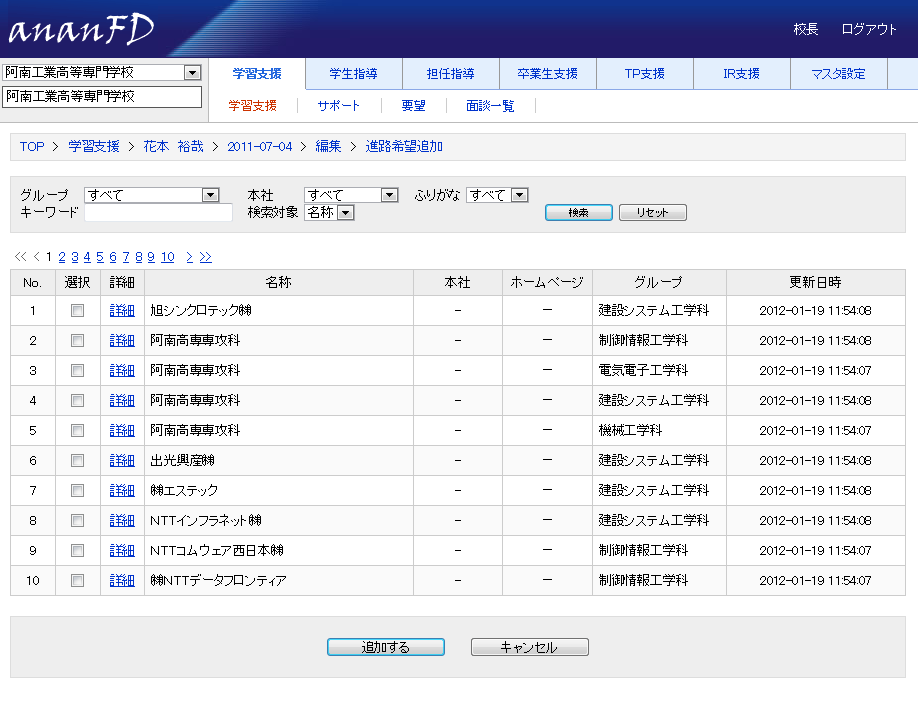 ananFD
校長 ログアウト
阿南工業高等専門学校
阿南工業高等専門学校
学習支援 学生指導 担任指導 卒業生支援 TP支援 IR支援 マスタ設定
学習支援 サポート 要望 面談一覧
TOP > 学習支援 > 花本 裕哉 > 2011-07-04 > 編集 > 進路希望追加
グループ すべて 本社 すべて ふりがな すべて
キーワード 検索対象 名称 検索 リセット
<< < 1 2 3 4 5 6 7 8 9 10 > >>
No. 選択 詳細 名称 本社 ホームページ グループ 更新日時
1 詳細 旭シンクロテック㈱ - ー 建設システム工学科 2012-01-19 11:54:08
2 詳細 阿南高専専攻科 - ー 制御情報工学科 2012-01-19 11:54:08
3 詳細 阿南高専専攻科 - ー 電気電子工学科 2012-01-19 11:54:07
4 詳細 阿南高専専攻科 - ー 建設システム工学科 2012-01-19 11:54:08
5 詳細 阿南高専専攻科 - ー 機械工学科 2012-01-19 11:54:07
6 詳細 出光興産㈱ - ー 建設システム工学科 2012-01-19 11:54:08
7 詳細 ㈱エステック - ー 建設システム工学科 2012-01-19 11:54:08
8 詳細 NTTインフラネット㈱ - ー 建設システム工学科 2012-01-19 11:54:08
9 詳細 NTTコムウェア西日本㈱ - ー 制御情報工学科 2012-01-19 11:54:07
10 詳細 ㈱NTTデータフロンティア - ー 制御情報工学科 2012-01-19 11:54:07
追加する キャンセル